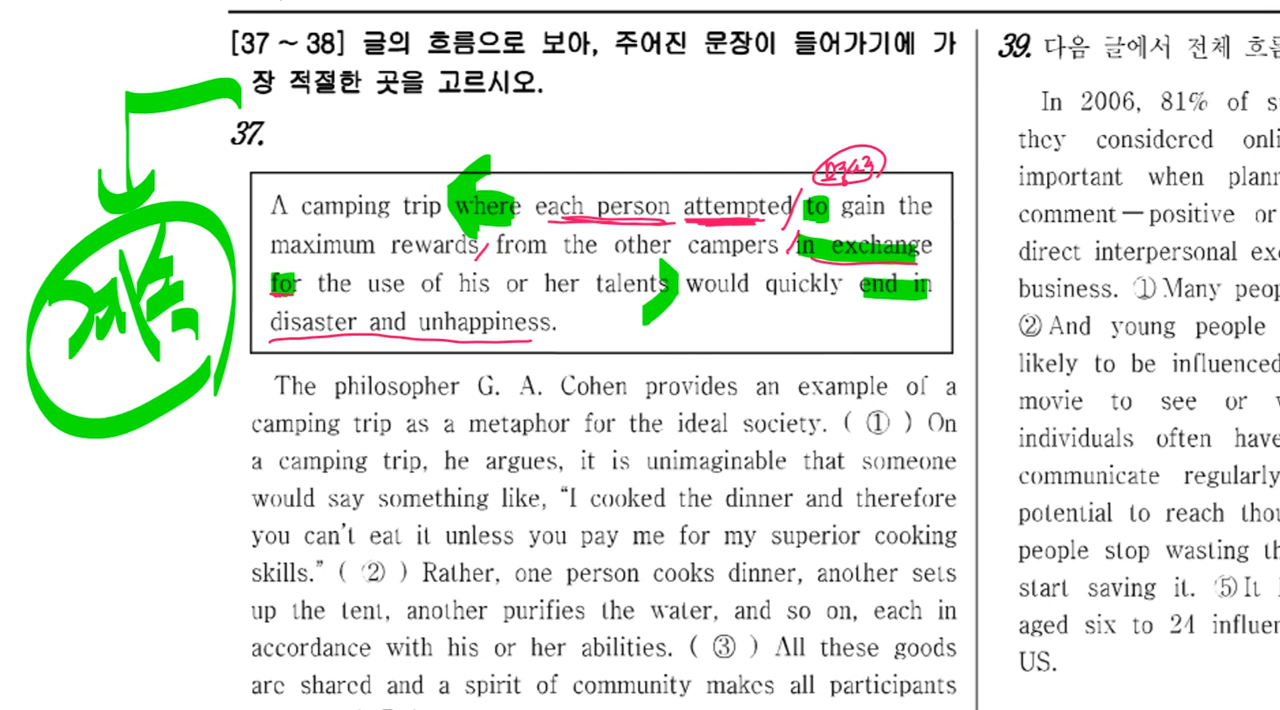 [37 ~ 38] 글의 흐름으로 보아, 주어진 문장이 들어가기에 가
장 적절한 곳을 고르시오.
37.
A camping trip where each person attempted to gain the
maximum rewards from the other campers in exchange
for the use of his or her talents would quickly end in
disaster and unhappiness.
The philosopher G. A. Cohen provides an example of a
camping trip as a metaphor for the ideal society. ( ① ) On
a camping trip, he argues, it is unimaginable that someone
would say something like, “I cooked the dinner and therefore
you can’t eat it unless you pay me for my superior cooking
skills.” ( ② ) Rather, one person cooks dinner, another sets
up the tent, another purifies the water, and so on, each in
accordance with his or her abilities. ( ③ ) All these goods
are shared and a spirit of community makes all participants
39. 다음 글에서 전체
In 2006, 81% of
they considered
important when
comment—positive or
direct interpersonal
business. ① Many
② And young people
likely to be influenced
movie to see or
individuals often have
communicate regularly
potential to reach
people stop wasting
start saving it. ⑤ It
aged six to 24
US.